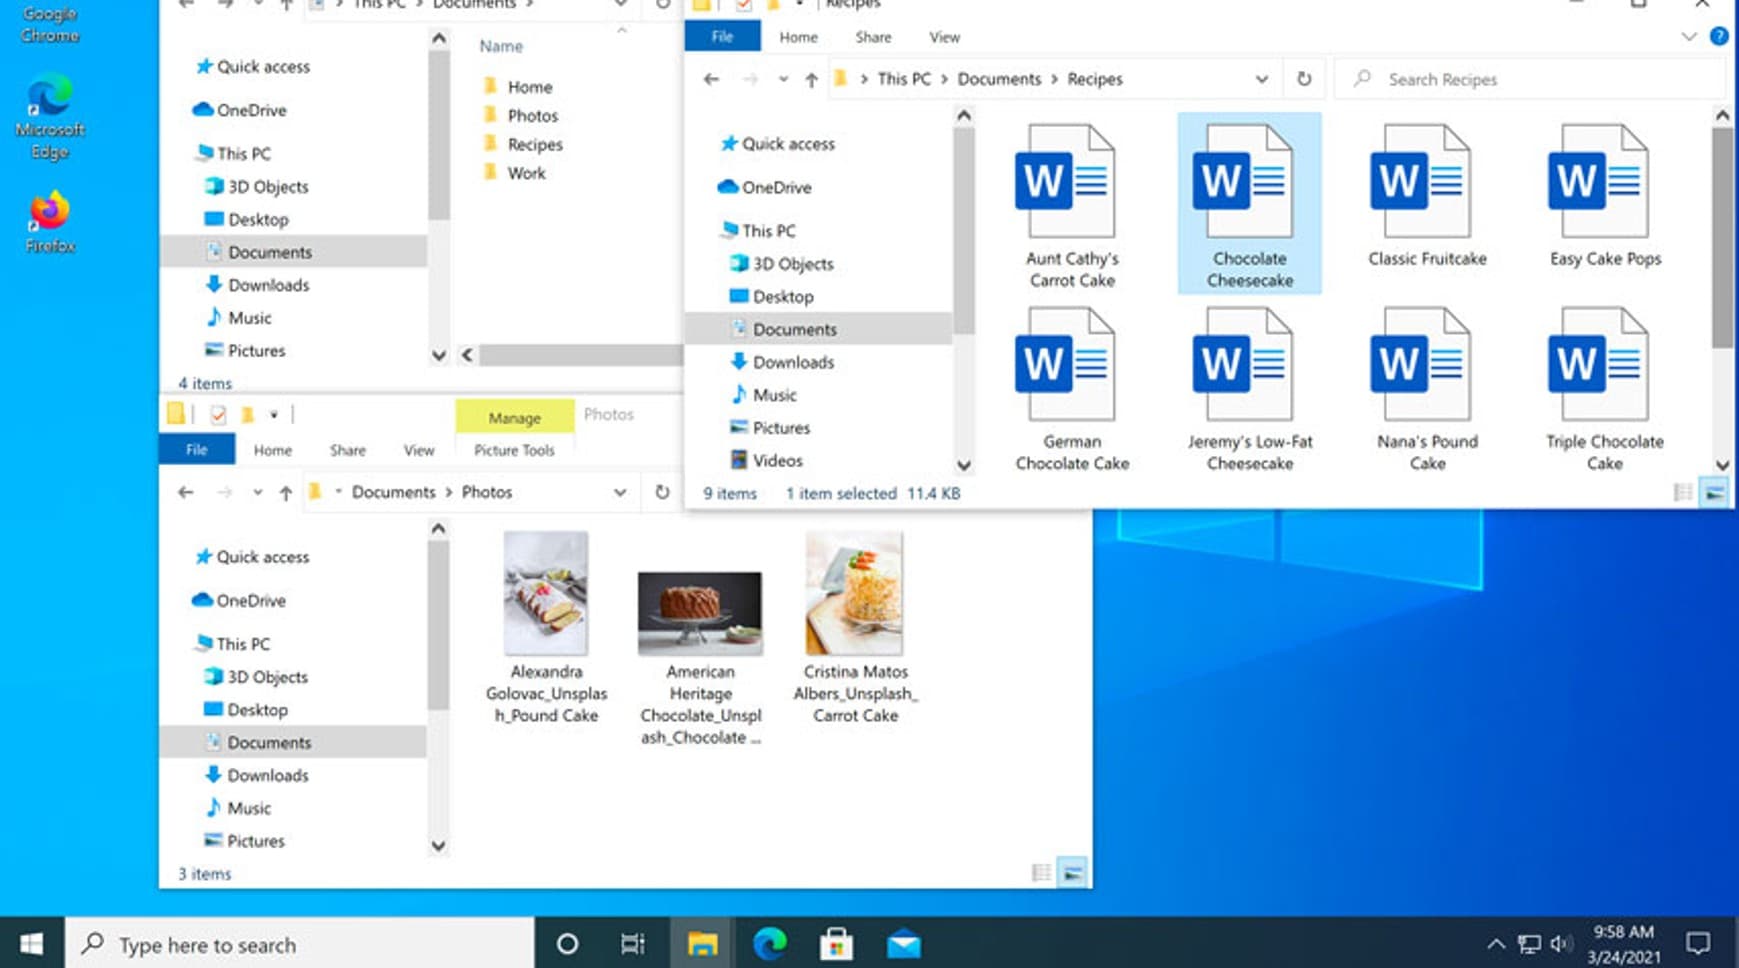 Google
Chrome
Microsoft
Edge
Firefox
This PC > Documents >
Quick access
OneDrive
This PC
3D Objects
Desktop
Documents
Downloads
Music
Pictures
4 items
Name
Home
Photos
Recipes
Work
Recipes
File Home Share View
This PC > Documents > Recipes
Search Recipes
Quick access
OneDrive
This PC
3D Objects
Desktop
Documents
Downloads
Music
Pictures
Videos
Aunt Cathy's
Carrot Cake
Chocolate
Cheesecake
Classic Fruitcake
Easy Cake Pops
German
Chocolate Cake
Jeremy's Low-Fat
Cheesecake
Nana's Pound
Cake
Triple Chocolate
Cake
9 items 1 item selected 11.4 KB
Manage Photos
File Home Share View Picture Tools
Documents > Photos
Quick access
OneDrive
This PC
3D Objects
Desktop
Documents
Downloads
Music
Pictures
3 items
Alexandra
Golovac_Unsplas
h_Pound Cake
American
Heritage
Chocolate_Unspl
ash_Chocolate ...
Cristina Matos
Albers_Unsplash_
Carrot Cake
Type here to search
9:58 AM
3/24/2021